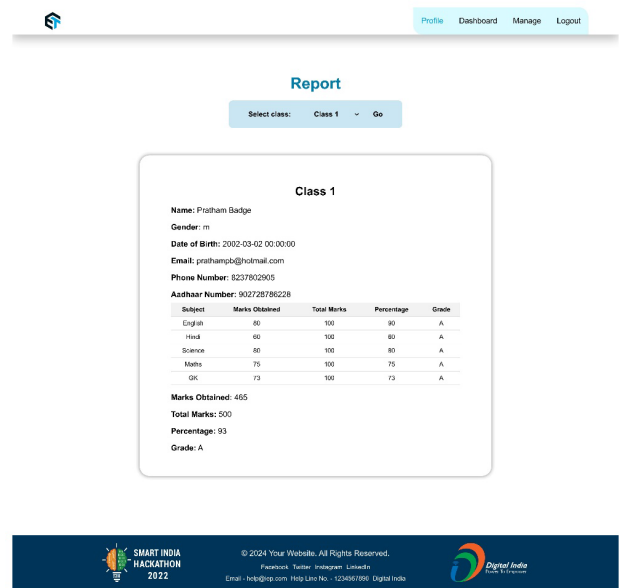 Profile Dashboard Manage Logout
Report
Select class: Class 1 Go
Class 1
Name: Pratham Badge
Gender: m
Date of Birth: 2002-03-02 00:00:00
Email: prathampb@hotmail.com
Phone Number: 8237802905
Aadhaar Number: 902728786228
Subject Marks Obtained Total Marks Percentage Grade
English 80 100 90 A
Hindi 60 100 60 A
Science 80 100 80 A
Maths 75 100 75 A
GK 73 100 73 A
Marks Obtained: 465
Total Marks: 500
Percentage: 93
Grade: A
SMART INDIA
HACKATHON
2022
© 2024 Your Website. All Rights Reserved.
Facebook Twitter Instagram LinkedIn
Email - help@iep.com Help Line No. - 1234567890 Digital India
Digital India
Power To Empower